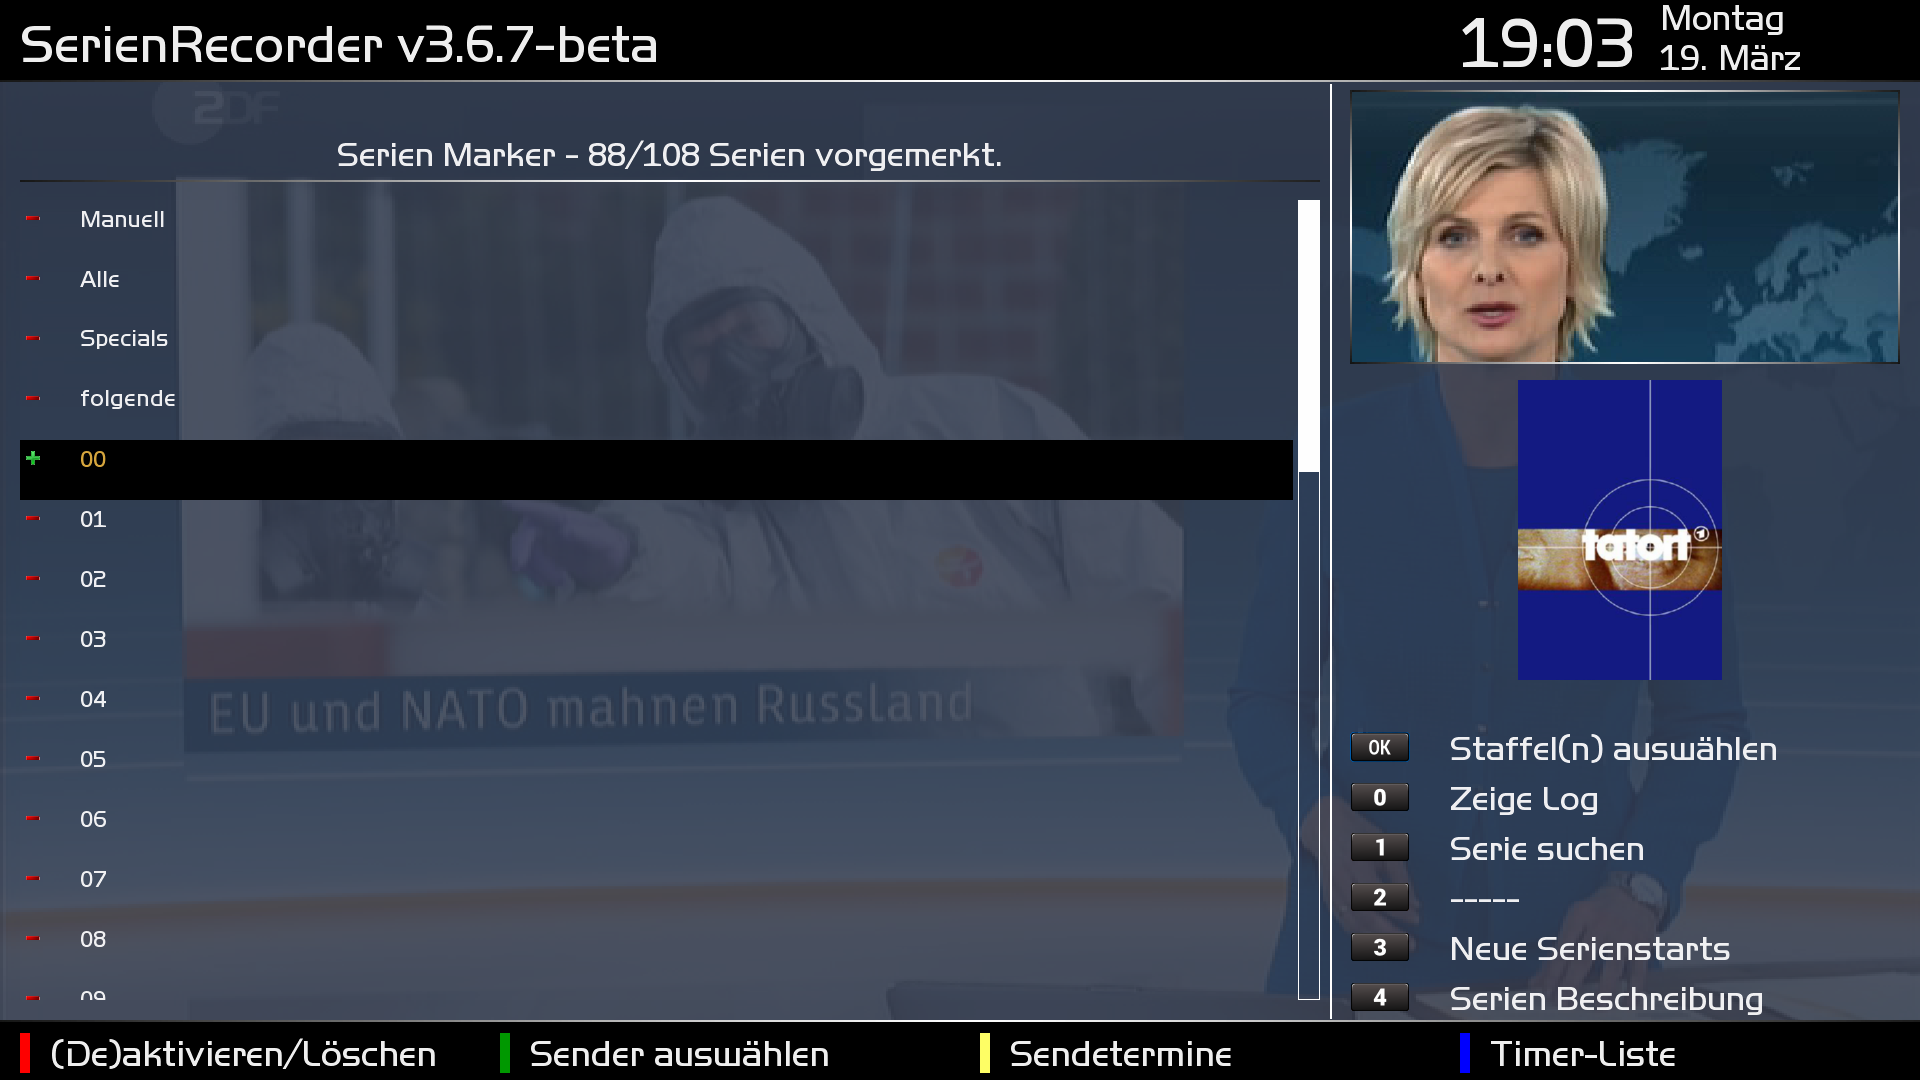 SerienRecorder v3.6.7-beta
19:03
Montag
19. März
2DF
Serien Marker - 88/108 Serien vorgemerkt.
- Manuell
- Alle
- Specials
- folgende
+ 00
- 01
- 02
- 03
- 04
- 05
- 06
- 07
- 08
- 09
EU und NATO mahnen Russland
tatort
OK Staffel(n) auswählen
0 Zeige Log
1 Serie suchen
2 -----
3 Neue Serienstarts
4 Serien Beschreibung
(De)aktivieren/Löschen
Sender auswählen
Sendetermine
Timer-Liste